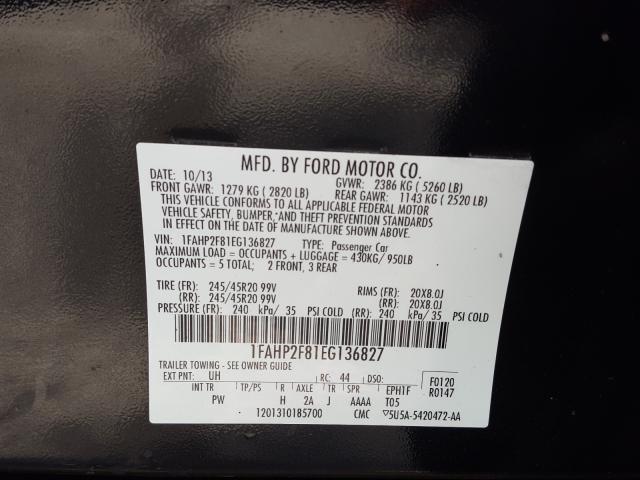 MFD. BY FORD MOTOR CO.
DATE: 10/13 GVWR: 2386 KG ( 5260 LB)
FRONT GAWR: 1279 KG ( 2820 LB) REAR GAWR: 1143 KG ( 2520 LB)
THIS VEHICLE CONFORMS TO ALL APPLICABLE FEDERAL MOTOR
VEHICLE SAFETY, BUMPER, AND THEFT PREVENTION STANDARDS
IN EFFECT ON THE DATE OF MANUFACTURE SHOWN ABOVE.
VIN: 1FAHP2F81EG136827 TYPE: Passenger Car
MAXIMUM LOAD = OCCUPANTS + LUGGAGE = 430KG/ 950LB
OCCUPANTS = 5 TOTAL; 2 FRONT, 3 REAR
TIRE (FR): 245/45R20 99V RIMS (FR): 20X8.0J
(RR): 245/45R20 99V (RR): 20X8.0J
PRESSURE (FR): 240 kPa/ 35 PSI COLD (RR): 240 kPa/ 35 PSI COLD
1FAHP2F81EG136827
TRAILER TOWING - SEE OWNER GUIDE
EXT PNT: UH RC: 44 DSO: F0120
INT TR TP/PS R AXLE TR SPR EPH1F R0147
PW H 2A J AAAA T05
1201310185700 CMC ▽5U5A-5420472-AA